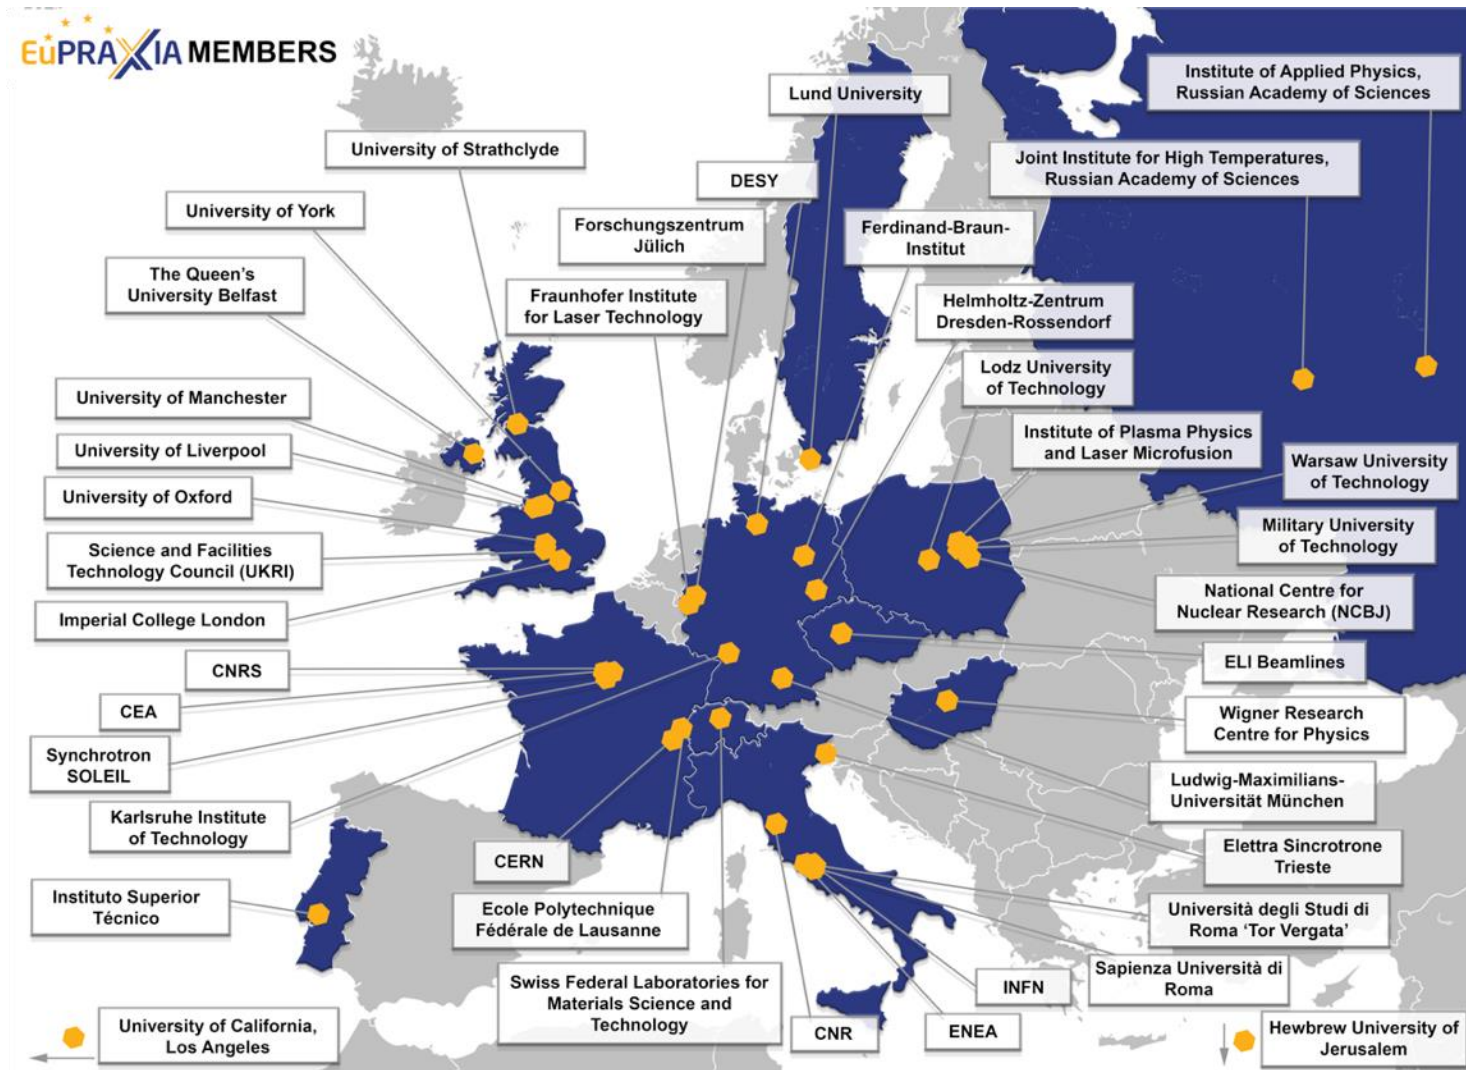 EuPRAXIA MEMBERS
Lund University
Institute of Applied Physics,
Russian Academy of Sciences
University of Strathclyde
DESY
Joint Institute for High Temperatures,
Russian Academy of Sciences
University of York
Forschungszentrum
Jülich
Ferdinand-Braun-
Institut
The Queen's
University Belfast
Fraunhofer Institute
for Laser Technology
Helmholtz-Zentrum
Dresden-Rossendorf
Lodz University
of Technology
University of Manchester
Institute of Plasma Physics
and Laser Microfusion
University of Liverpool
Warsaw University
of Technology
University of Oxford
Military University
of Technology
Science and Facilities
Technology Council (UKRI)
National Centre for
Nuclear Research (NCBJ)
Imperial College London
CNRS
ELI Beamlines
CEA
Wigner Research
Centre for Physics
Synchrotron
SOLEIL
Ludwig-Maximilians-
Universität München
Karlsruhe Institute
of Technology
CERN
Elettra Sincrotrone
Trieste
Instituto Superior
Técnico
Ecole Polytechnique
Fédérale de Lausanne
Università degli Studi di
Roma 'Tor Vergata'
Swiss Federal Laboratories for
Materials Science and
Technology
INFN
Sapienza Università di
Roma
University of California,
Los Angeles
CNR
ENEA
Hewbrew University of
Jerusalem